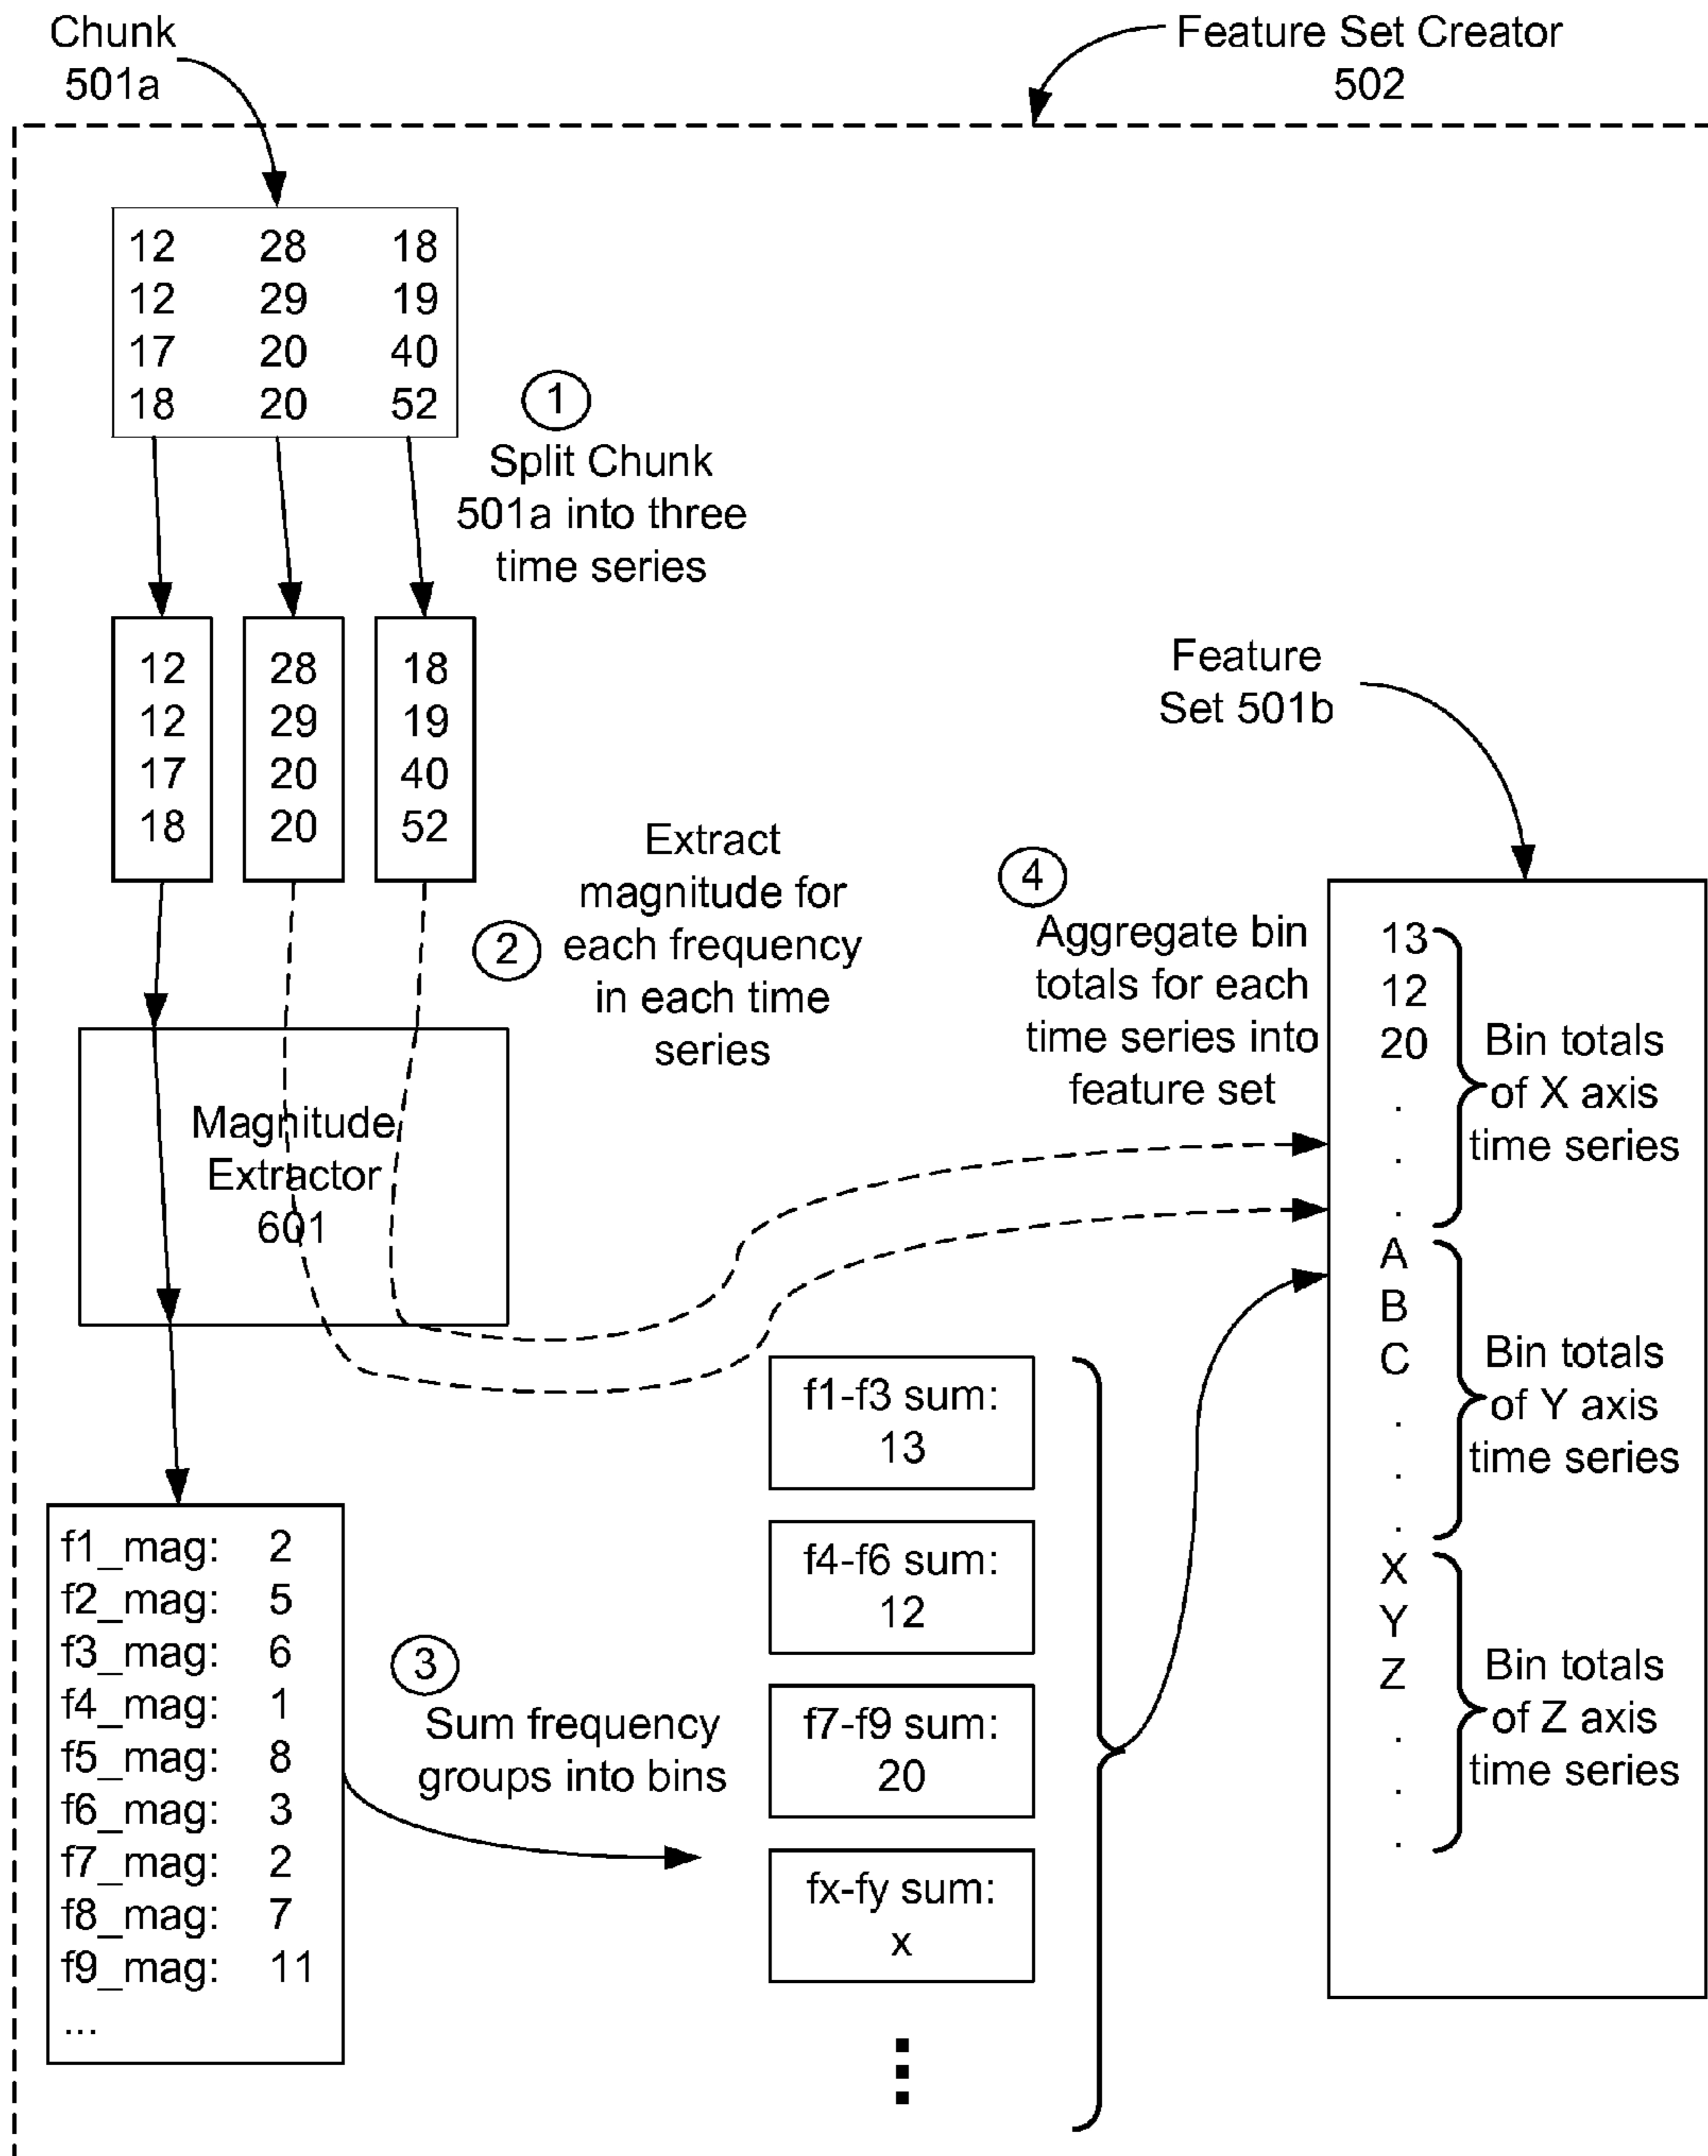 Chunk
501a
Feature Set Creator
502
12 28 18
12 29 19
17 20 40
18 20 52
1
Split Chunk
501a into three
time series
12
12
17
18
28
29
20
20
18
19
40
52
2
Extract
magnitude for
each frequency
in each time
series
Magnitude
Extractor
601
f1_mag: 2
f2_mag: 5
f3_mag: 6
f4_mag: 1
f5_mag: 8
f6_mag: 3
f7_mag: 2
f8_mag: 7
f9_mag: 11
...
3
Sum frequency
groups into bins
f1-f3 sum:
13
f4-f6 sum:
12
f7-f9 sum:
20
fx-fy sum:
x
4
Aggregate bin
totals for each
time series into
feature set
Feature
Set 501b
13
12
20
.
.
.
Bin totals
of X axis
time series
A
B
C
.
.
.
Bin totals
of Y axis
time series
X
Y
Z
.
.
.
Bin totals
of Z axis
time series